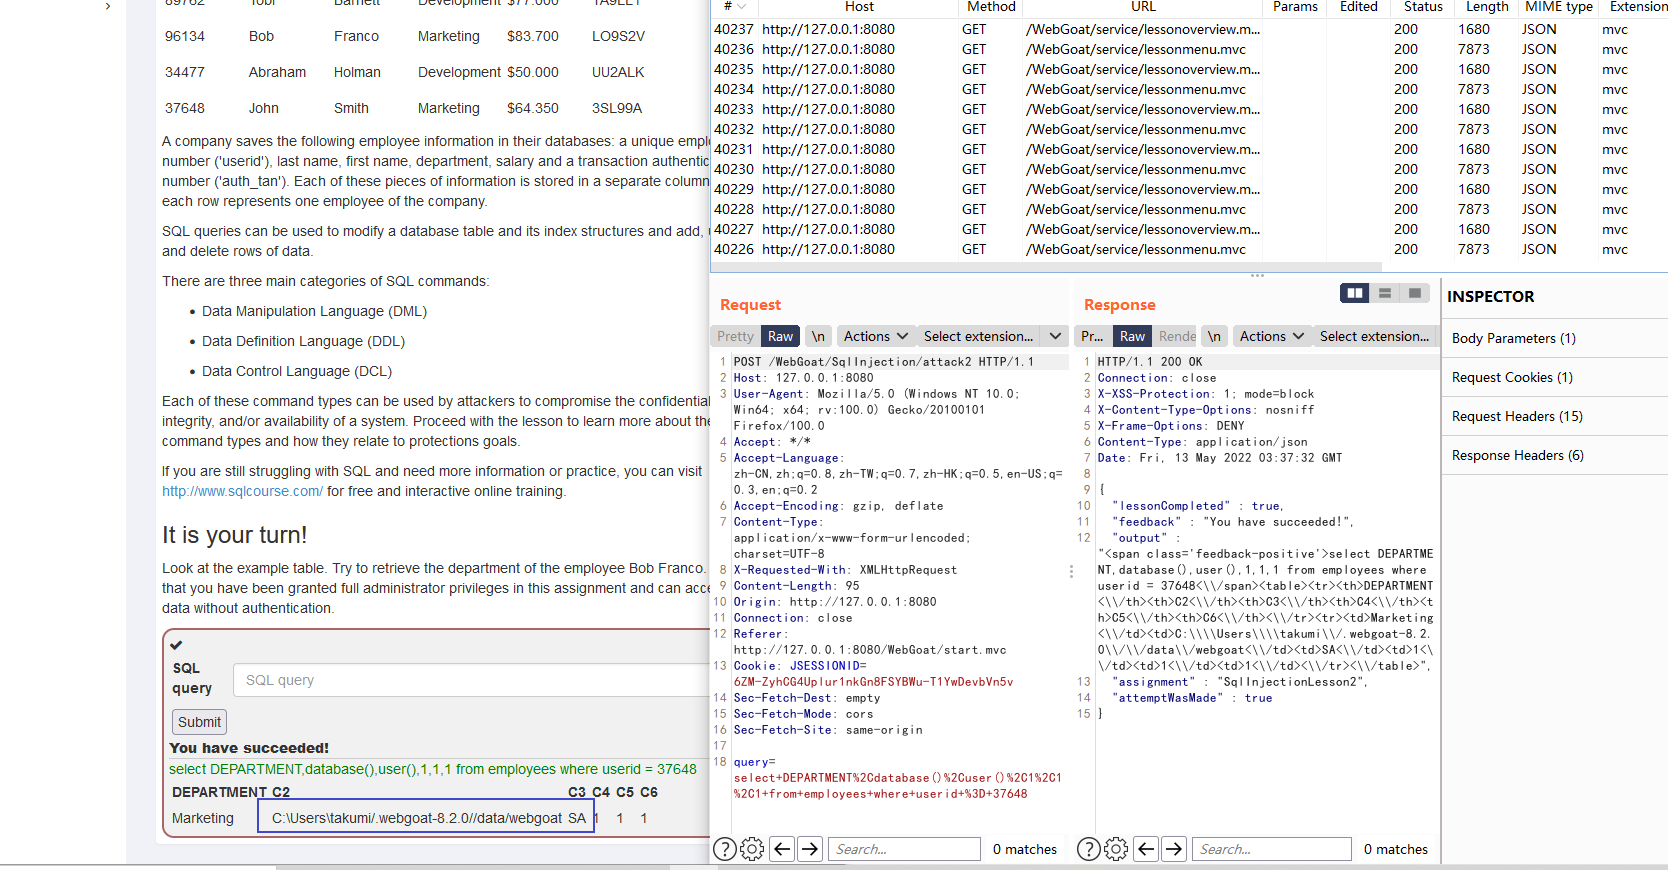 89762 Tobi Barnett Development $77.000 TA9LL1
96134 Bob Franco Marketing $83.700 LO9S2V
34477 Abraham Holman Development $50.000 UU2ALK
37648 John Smith Marketing $64.350 3SL99A
A company saves the following employee information in their databases: a unique empl
number ('userid'), last name, first name, department, salary and a transaction authentic
number ('auth_tan'). Each of these pieces of information is stored in a separate column
each row represents one employee of the company.
SQL queries can be used to modify a database table and its index structures and add,
and delete rows of data.
There are three main categories of SQL commands:
• Data Manipulation Language (DML)
• Data Definition Language (DDL)
• Data Control Language (DCL)
Each of these command types can be used by attackers to compromise the confidential
integrity, and/or availability of a system. Proceed with the lesson to learn more about the
command types and how they relate to protections goals.
If you are still struggling with SQL and need more information or practice, you can visit
http://www.sqlcourse.com/ for free and interactive online training.
It is your turn!
Look at the example table. Try to retrieve the department of the employee Bob Franco.
that you have been granted full administrator privileges in this assignment and can acce
data without authentication.
SQL
query
SQL query
Submit
You have succeeded!
select DEPARTMENT,database(),user(),1,1,1 from employees where userid = 37648
DEPARTMENT C2 C3 C4 C5 C6
Marketing C:\Users\takumi/.webgoat-8.2.0//data/webgoat SA 1 1 1
# Host Method URL Params Edited Status Length MIME type Extension
40237 http://127.0.0.1:8080 GET /WebGoat/service/lessonoverview.m... 200 1680 JSON mvc
40236 http://127.0.0.1:8080 GET /WebGoat/service/lessonmenu.mvc 200 7873 JSON mvc
40235 http://127.0.0.1:8080 GET /WebGoat/service/lessonoverview.m... 200 1680 JSON mvc
40234 http://127.0.0.1:8080 GET /WebGoat/service/lessonmenu.mvc 200 7873 JSON mvc
40233 http://127.0.0.1:8080 GET /WebGoat/service/lessonoverview.m... 200 1680 JSON mvc
40232 http://127.0.0.1:8080 GET /WebGoat/service/lessonmenu.mvc 200 7873 JSON mvc
40231 http://127.0.0.1:8080 GET /WebGoat/service/lessonoverview.m... 200 1680 JSON mvc
40230 http://127.0.0.1:8080 GET /WebGoat/service/lessonmenu.mvc 200 7873 JSON mvc
40229 http://127.0.0.1:8080 GET /WebGoat/service/lessonoverview.m... 200 1680 JSON mvc
40228 http://127.0.0.1:8080 GET /WebGoat/service/lessonmenu.mvc 200 7873 JSON mvc
40227 http://127.0.0.1:8080 GET /WebGoat/service/lessonoverview.m... 200 1680 JSON mvc
40226 http://127.0.0.1:8080 GET /WebGoat/service/lessonmenu.mvc 200 7873 JSON mvc
Request
Pretty Raw \n Actions Select extension...
1 POST /WebGoat/SqlInjection/attack2 HTTP/1.1
2 Host: 127.0.0.1:8080
3 User-Agent: Mozilla/5.0 (Windows NT 10.0;
Win64; x64; rv:100.0) Gecko/20100101
Firefox/100.0
4 Accept: */*
5 Accept-Language:
zh-CN,zh;q=0.8,zh-TW;q=0.7,zh-HK;q=0.5,en-US;q=
0.3,en;q=0.2
6 Accept-Encoding: gzip, deflate
7 Content-Type:
application/x-www-form-urlencoded;
charset=UTF-8
8 X-Requested-With: XMLHttpRequest
9 Content-Length: 95
10 Origin: http://127.0.0.1:8080
11 Connection: close
12 Referer:
http://127.0.0.1:8080/WebGoat/start.mvc
13 Cookie: JSESSIONID=
6ZM-ZyhCG4Uplur1nkGn8FSYBWu-T1YwDevbVn5v
14 Sec-Fetch-Dest: empty
15 Sec-Fetch-Mode: cors
16 Sec-Fetch-Site: same-origin
17
18 query=
select+DEPARTMENT%2Cdatabase()%2Cuser()%2C1%2C1
%2C1+from+employees+where+userid+%3D+37648
Search... 0 matches
Response
Pr... Raw Rende \n Actions Select extension...
1 HTTP/1.1 200 OK
2 Connection: close
3 X-XSS-Protection: 1; mode=block
4 X-Content-Type-Options: nosniff
5 X-Frame-Options: DENY
6 Content-Type: application/json
7 Date: Fri, 13 May 2022 03:37:32 GMT
8
9 {
10 "lessonCompleted" : true,
11 "feedback" : "You have succeeded!",
12 "output" :
"<span class='feedback-positive'>select DEPARTME
NT,database(),user(),1,1,1 from employees where
userid = 37648<\\/span><table><tr><th>DEPARTMENT
<\\/th><th>C2<\\/th><th>C3<\\/th><th>C4<\\/th><t
h>C5<\\/th><th>C6<\\/th><\\/tr><tr><td>Marketing
<\\/td><td>C:\\\\Users\\\\takumi\\/.webgoat-8.2.
0\\/\\/data\\/webgoat<\\/td><td>SA<\\/td><td>1<\
\/td><td>1<\\/td><td>1<\\/td><\\/tr><\\/table>",
13 "assignment" : "SqlInjectionLesson2",
14 "attemptWasMade" : true
15 }
Search... 0 matches
INSPECTOR
Body Parameters (1)
Request Cookies (1)
Request Headers (15)
Response Headers (6)